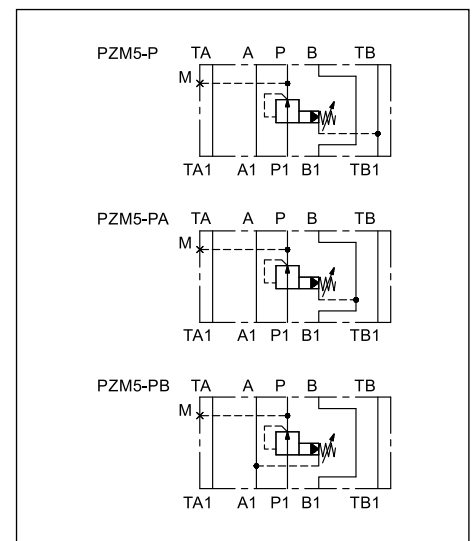 PZM5-P TA A P B TB
M
TA1 A1 P1 B1 TB1
PZM5-PA TA A P B TB
M
TA1 A1 P1 B1 TB1
PZM5-PB TA A P B TB
M
TA1 A1 P1 B1 TB1